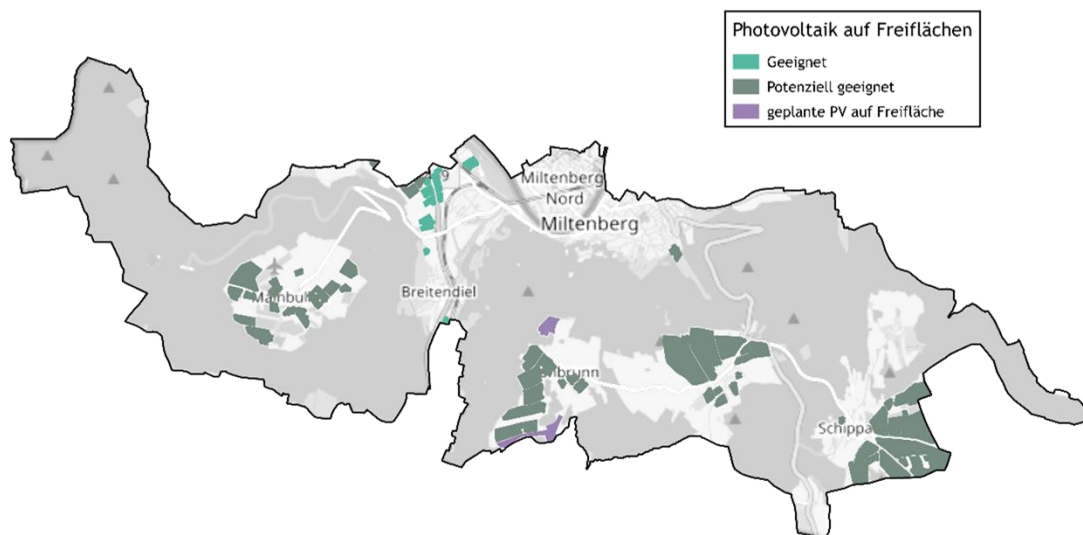 Photovoltaik auf Freiflächen
Geeignet
Potenziell geeignet
geplante PV auf Freifläche
Miltenberg
Nord
Miltenberg
Breitendiel